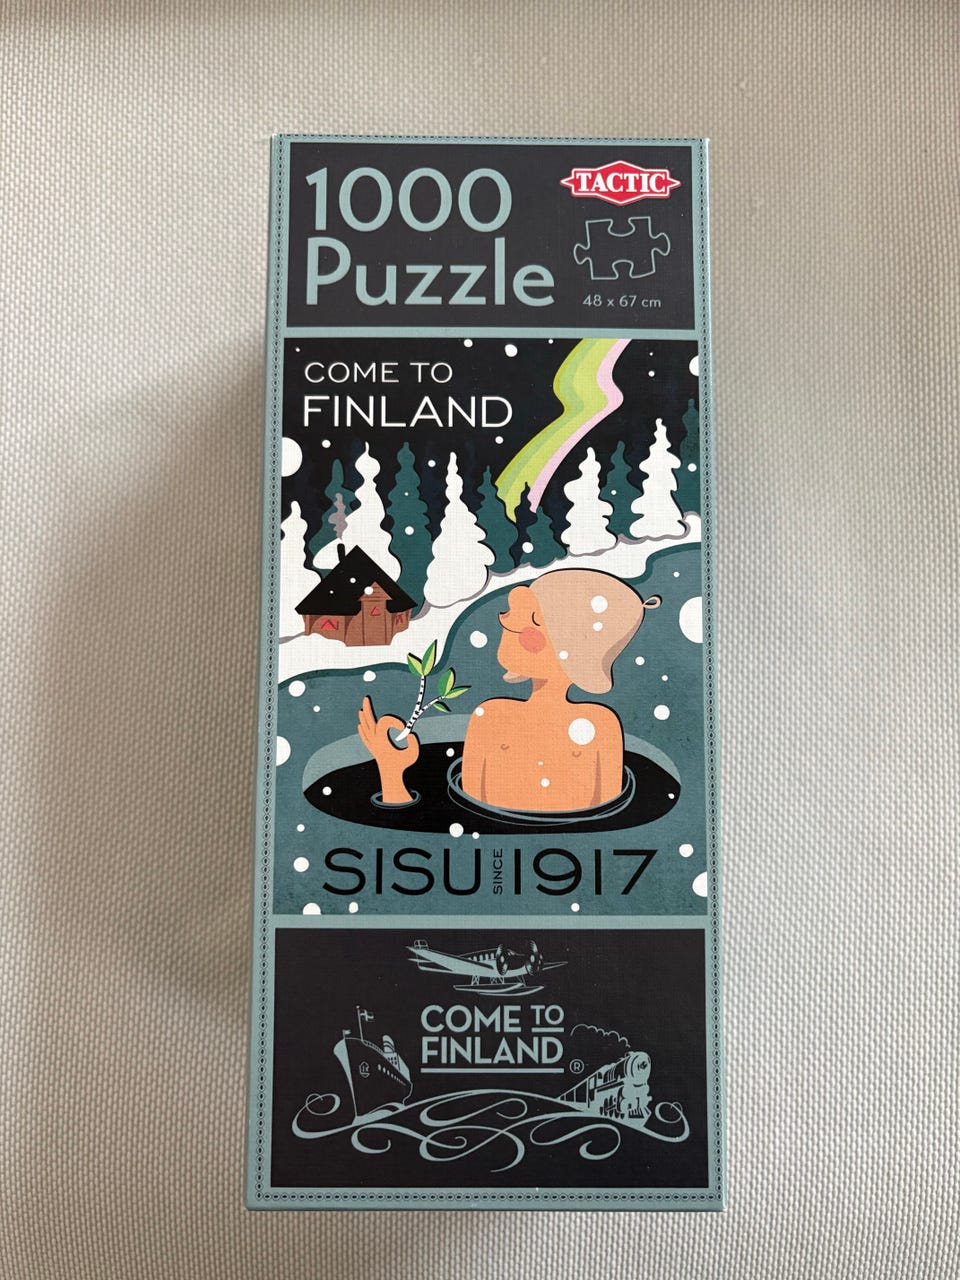 1000
Puzzle
TACTIC
48 x 67 cm
COME TO
FINLAND
SISU SINCE 1917
COME TO
FINLAND ®